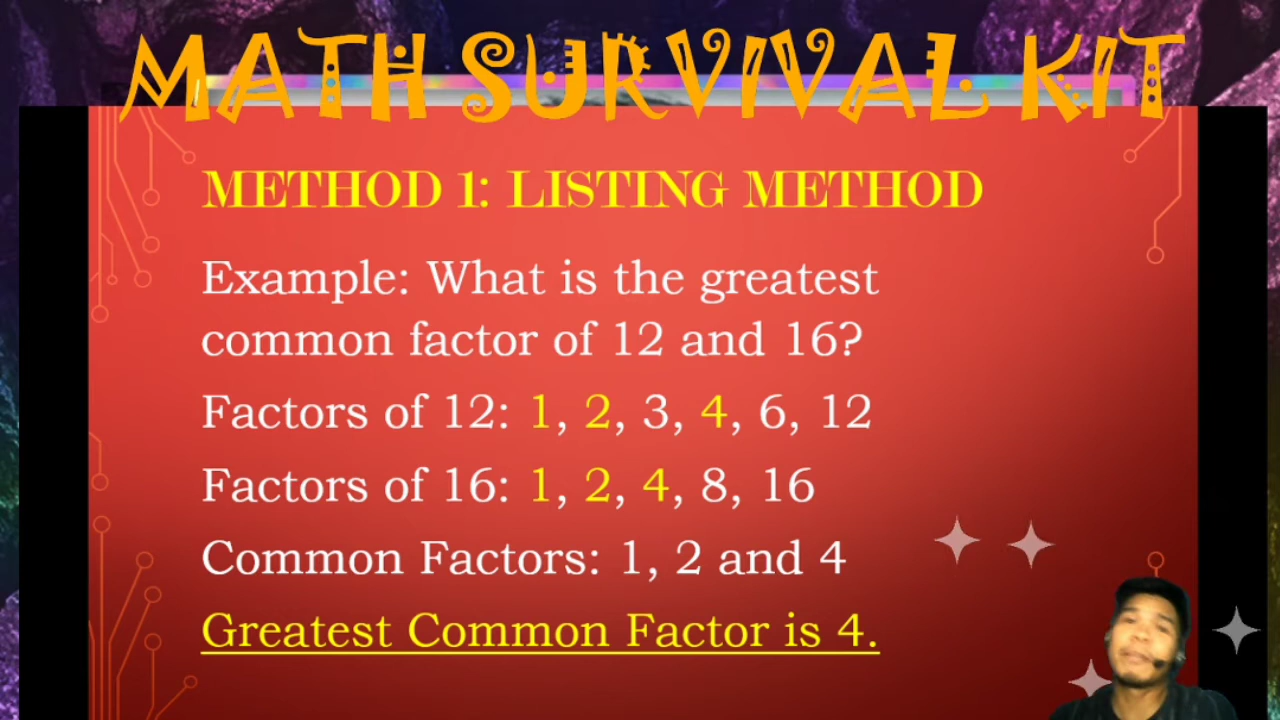 MATH SURVIVAL KIT
METHOD 1: LISTING METHOD
Example: What is the greatest
common factor of 12 and 16?
Factors of 12: 1, 2, 3, 4, 6, 12
Factors of 16: 1, 2, 4, 8, 16
Common Factors: 1, 2 and 4
Greatest Common Factor is 4.